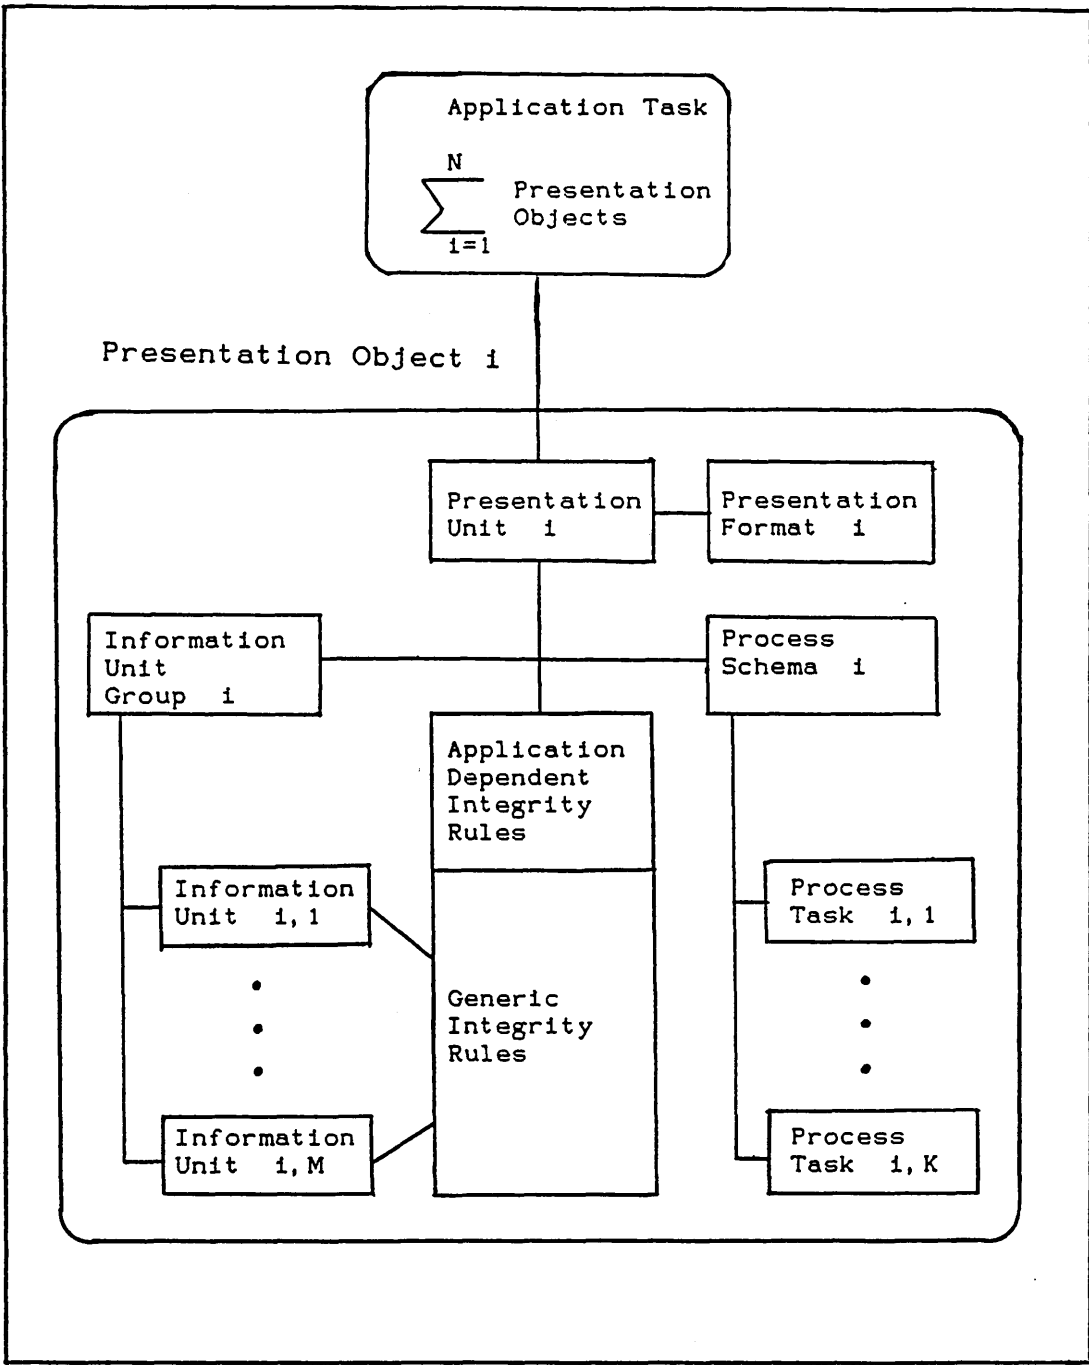 Application Task
N
Presentation
Objects
i=1
Presentation Object i
Presentation
Unit i
Presentation
Format i
Information
Unit
Group i
Process
Schema i
Application
Dependent
Integrity
Rules
Information
Unit i,1
Process
Task i,1
Generic
Integrity
Rules
Information
Unit i,M
Process
Task i,K